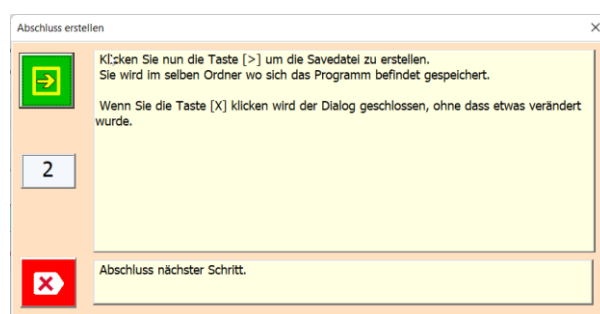 Abschluss erstellen
Klicken Sie nun die Taste [>] um die Savedatei zu erstellen.
Sie wird im selben Ordner wo sich das Programm befindet gespeichert.
Wenn Sie die Taste [X] klicken wird der Dialog geschlossen, ohne dass etwas verändert
wurde.
2
Abschluss nächster Schritt.